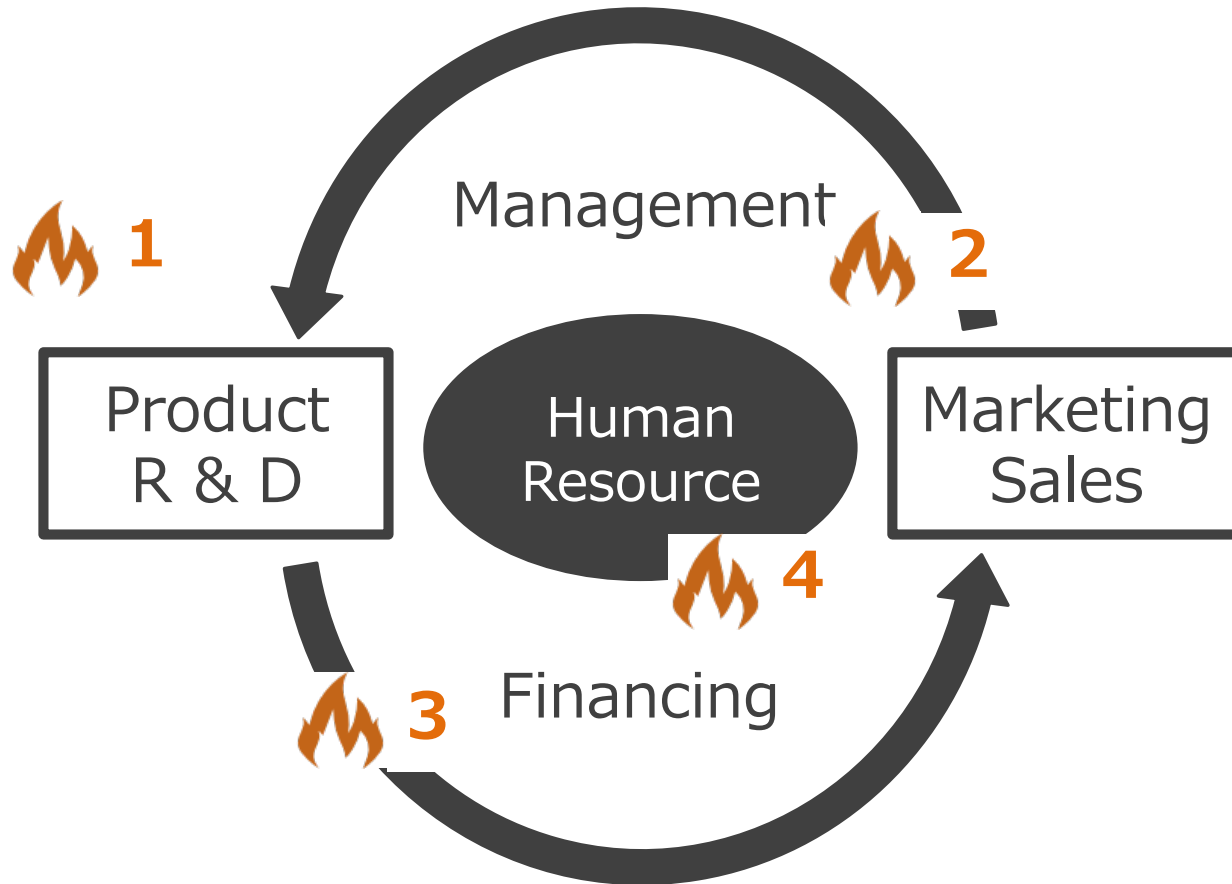 Management
1
2
Product
R & D
Human
Resource
Marketing
Sales
4
3
Financing